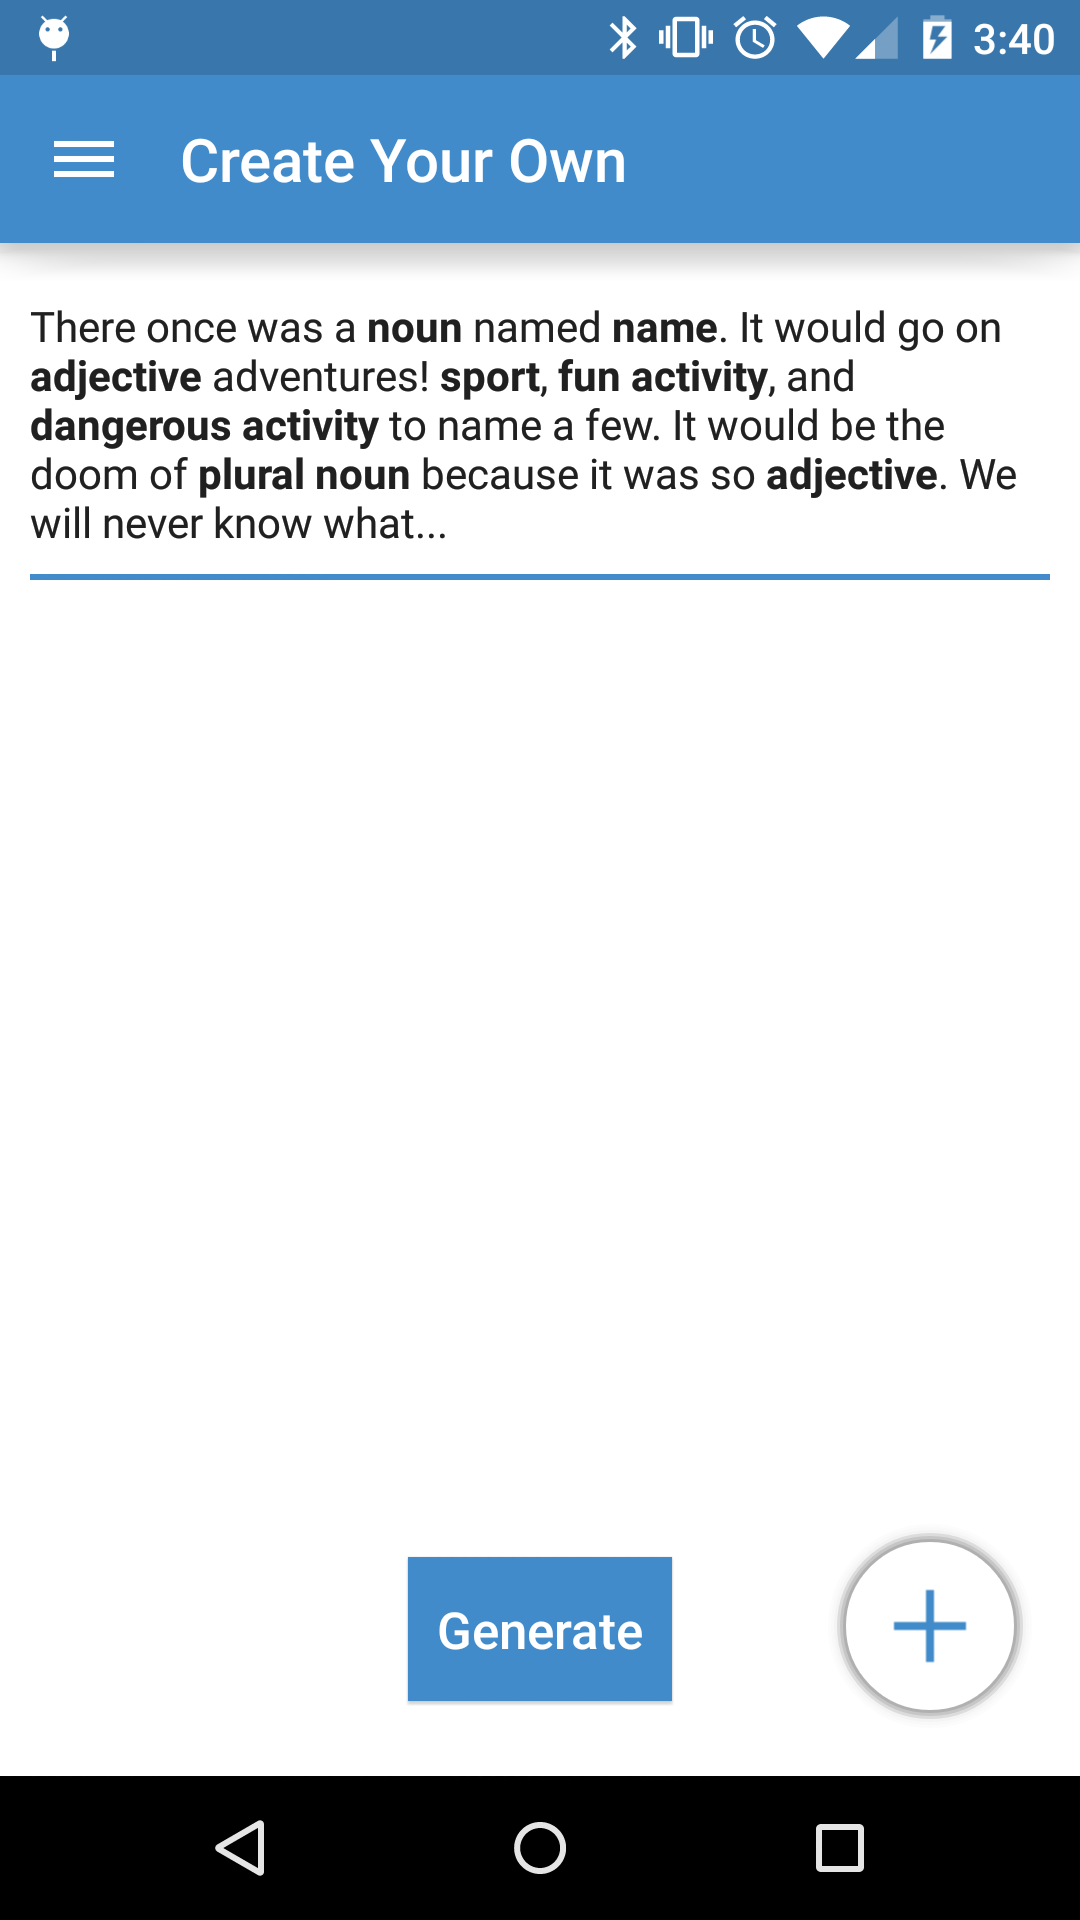 3:40
Create Your Own
There once was a noun named name. It would go on
adjective adventures! sport, fun activity, and
dangerous activity to name a few. It would be the
doom of plural noun because it was so adjective. We
will never know what...
Generate